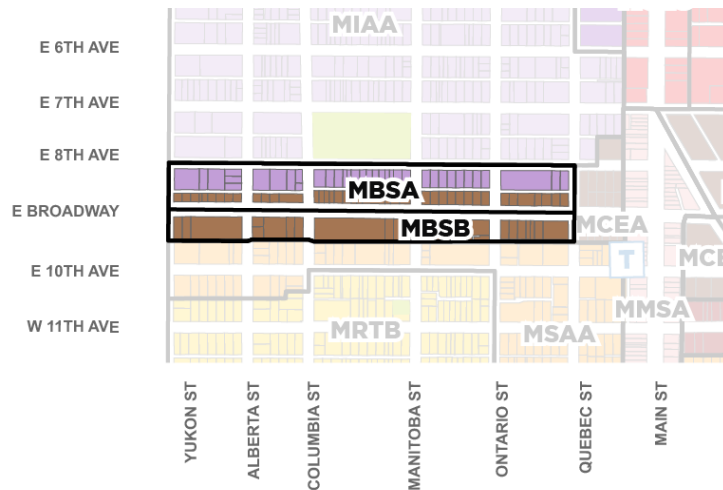 MIAA
E 6TH AVE
E 7TH AVE
E 8TH AVE
MBSA
E BROADWAY
MBSB
MCEA
E 10TH AVE
T
MMSA
W 11TH AVE
MRTB
MSAA
YUKON ST
ALBERTA ST
COLUMBIA ST
MANITOBA ST
ONTARIO ST
QUEBEC ST
MAIN ST